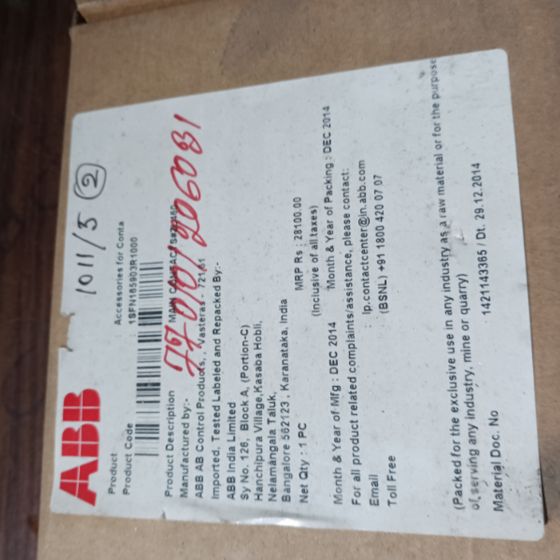 1011/5 2
ABB
Product Accessories for Conta
Product Code : 1SFN165903R1000
Product Description : MAIN CONTACT SET
Manufactured by:-
ABB AB Control Products, , Vasteras - 721 61
Imported, Tested Labeled and Repacked By:-
ABB India Limited
Sy No. 126, Block A, (Portion-C)
Hanchipura Village,Kasaba Hobli,
Nelamangala Taluk,
Bangalore 562123 , Karanataka, India
Net Qty : 1 PC MRP Rs : 28100.00
(Inclusive of all taxes)
Month & Year of Mfg : DEC 2014 Month & Year of Packing : DEC 2014
For all product related complaints/assistance, please contact:
Email lp.contactcenter@in.abb.com
Toll Free (BSNL) +91 1800 420 07 07
(Packed for the exclusive use in any industry as a raw material or for the purpose
of serving any industry, mine or quarry)
Material Doc. No 1421143365 / Dt. 29.12.2014